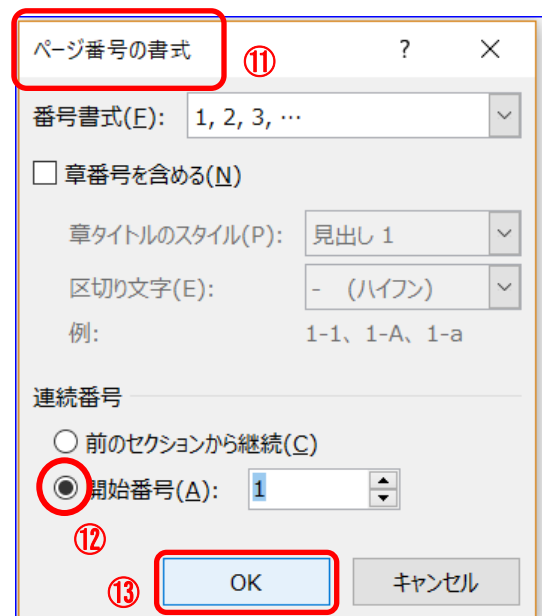 ページ番号の書式 ⑪ ? ×
番号書式(F): 1, 2, 3, …
章番号を含める(N)
章タイトルのスタイル(P): 見出し 1
区切り文字(E): - (ハイフン)
例: 1-1、1-A、1-a
連続番号
前のセクションから継続(C)
開始番号(A): 1
⑫
⑬ OK キャンセル